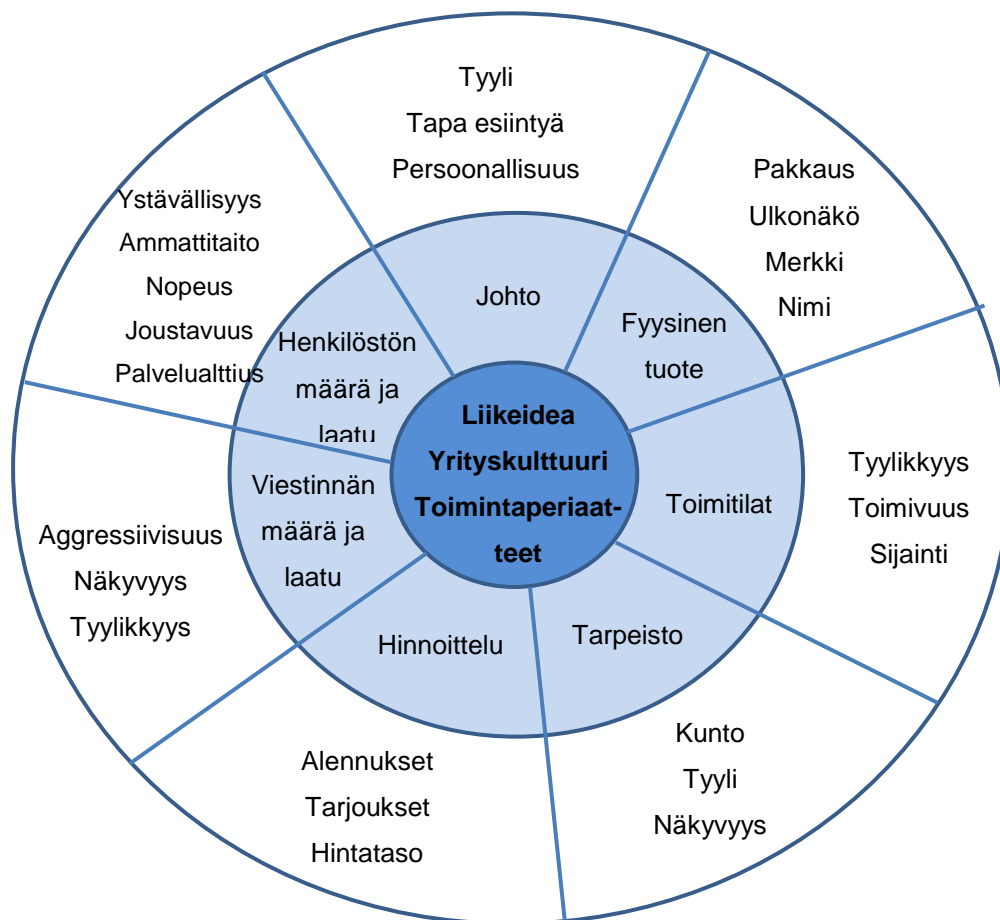 Tyyli
Tapa esiintyä
Persoonallisuus
Pakkaus
Ulkonäkö
Merkki
Nimi
Ystävällisyys
Ammattitaito
Nopeus
Joustavuus
Palvelualttius
Johto
Fyysinen
tuote
Henkilöstön
määrä ja
laatu
Liikeidea
Yrityskulttuuri
Toimintaperiaat-
teet
Toimitilat
Tyylikkyys
Toimivuus
Sijainti
Viestinnän
määrä ja
laatu
Aggressiivisuus
Näkyvyys
Tyylikkyys
Hinnoittelu
Tarpeisto
Alennukset
Tarjoukset
Hintataso
Kunto
Tyyli
Näkyvyys